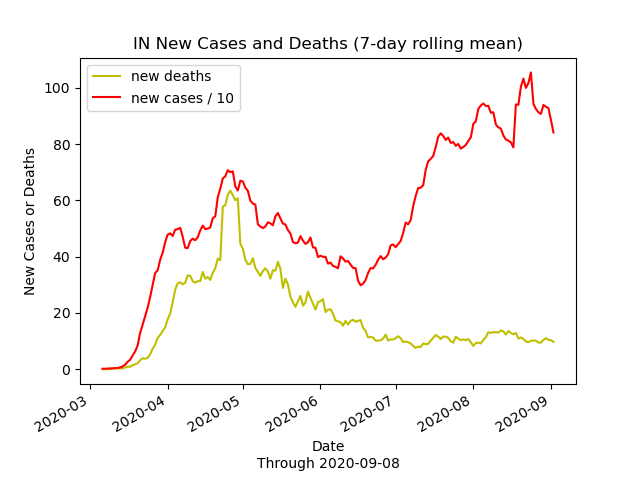 IN New Cases and Deaths (7-day rolling mean)
new deaths
new cases / 10
New Cases or Deaths
100
80
60
40
20
0
2020-03
2020-04
2020-05
2020-06
2020-07
2020-08
2020-09
Date
Through 2020-09-08